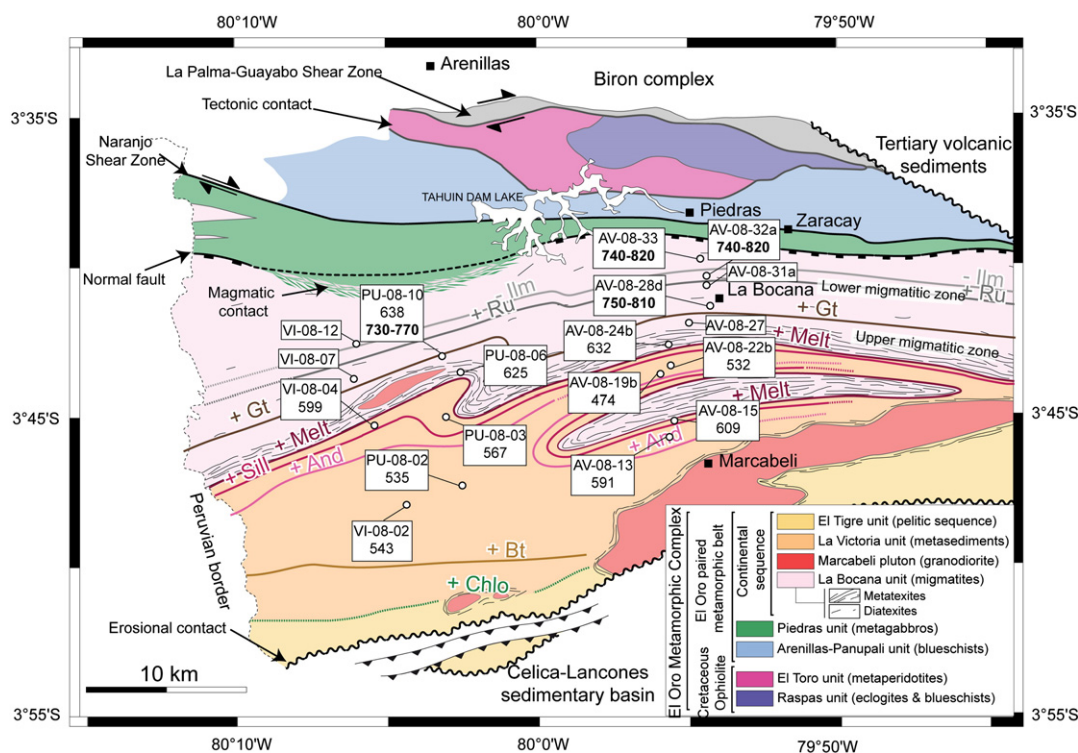 80°10'W
80°00'W
79°50'W
La Palma-Guayabo Shear Zone
Arenillas
Biron complex
Tectonic contact
3°35'S
3°35'S
Naranjo
Shear Zone
Tertiary volcanic
sediments
TAHUIN DAM LAKE
Piedras
Zaracay
AV-08-33
740-820
AV-08-32a
740-820
Normal fault
AV-08-31a
- Ilm
+ Ru
Magmatic
contact
PU-08-10
638
730-770
- Ilm
+ Ru
AV-08-28d
750-810
La Bocana
Lower migmatitic zone
+ Gt
VI-08-12
AV-08-24b
632
AV-08-27
+ Melt
Upper migmatitic zone
VI-08-07
PU-08-06
625
AV-08-22b
532
VI-08-04
599
AV-08-19b
474
+ Melt
+ Gt
+ Melt
+ Sill
+ And
AV-08-15
609
+ And
3°45'S
3°45'S
PU-08-03
567
PU-08-02
535
AV-08-13
591
Marcabeli
VI-08-02
543
Peruvian border
+ Bt
+ Chlo
Erosional contact
10 km
Celica-Lancones
sedimentary basin
El Oro Metamorphic Complex
El Oro paired
metamorphic belt
Continental
sequence
Cretaceous
Ophiolite
El Tigre unit (pelitic sequence)
La Victoria unit (metasediments)
Marcabeli pluton (granodiorite)
La Bocana unit (migmatites)
Metatexites
Diatexites
Piedras unit (metagabbros)
Arenillas-Panupali unit (blueschists)
El Toro unit (metaperidotites)
Raspas unit (eclogites & blueschists)
3°55'S
3°55'S
80°10'W
80°00'W
79°50'W